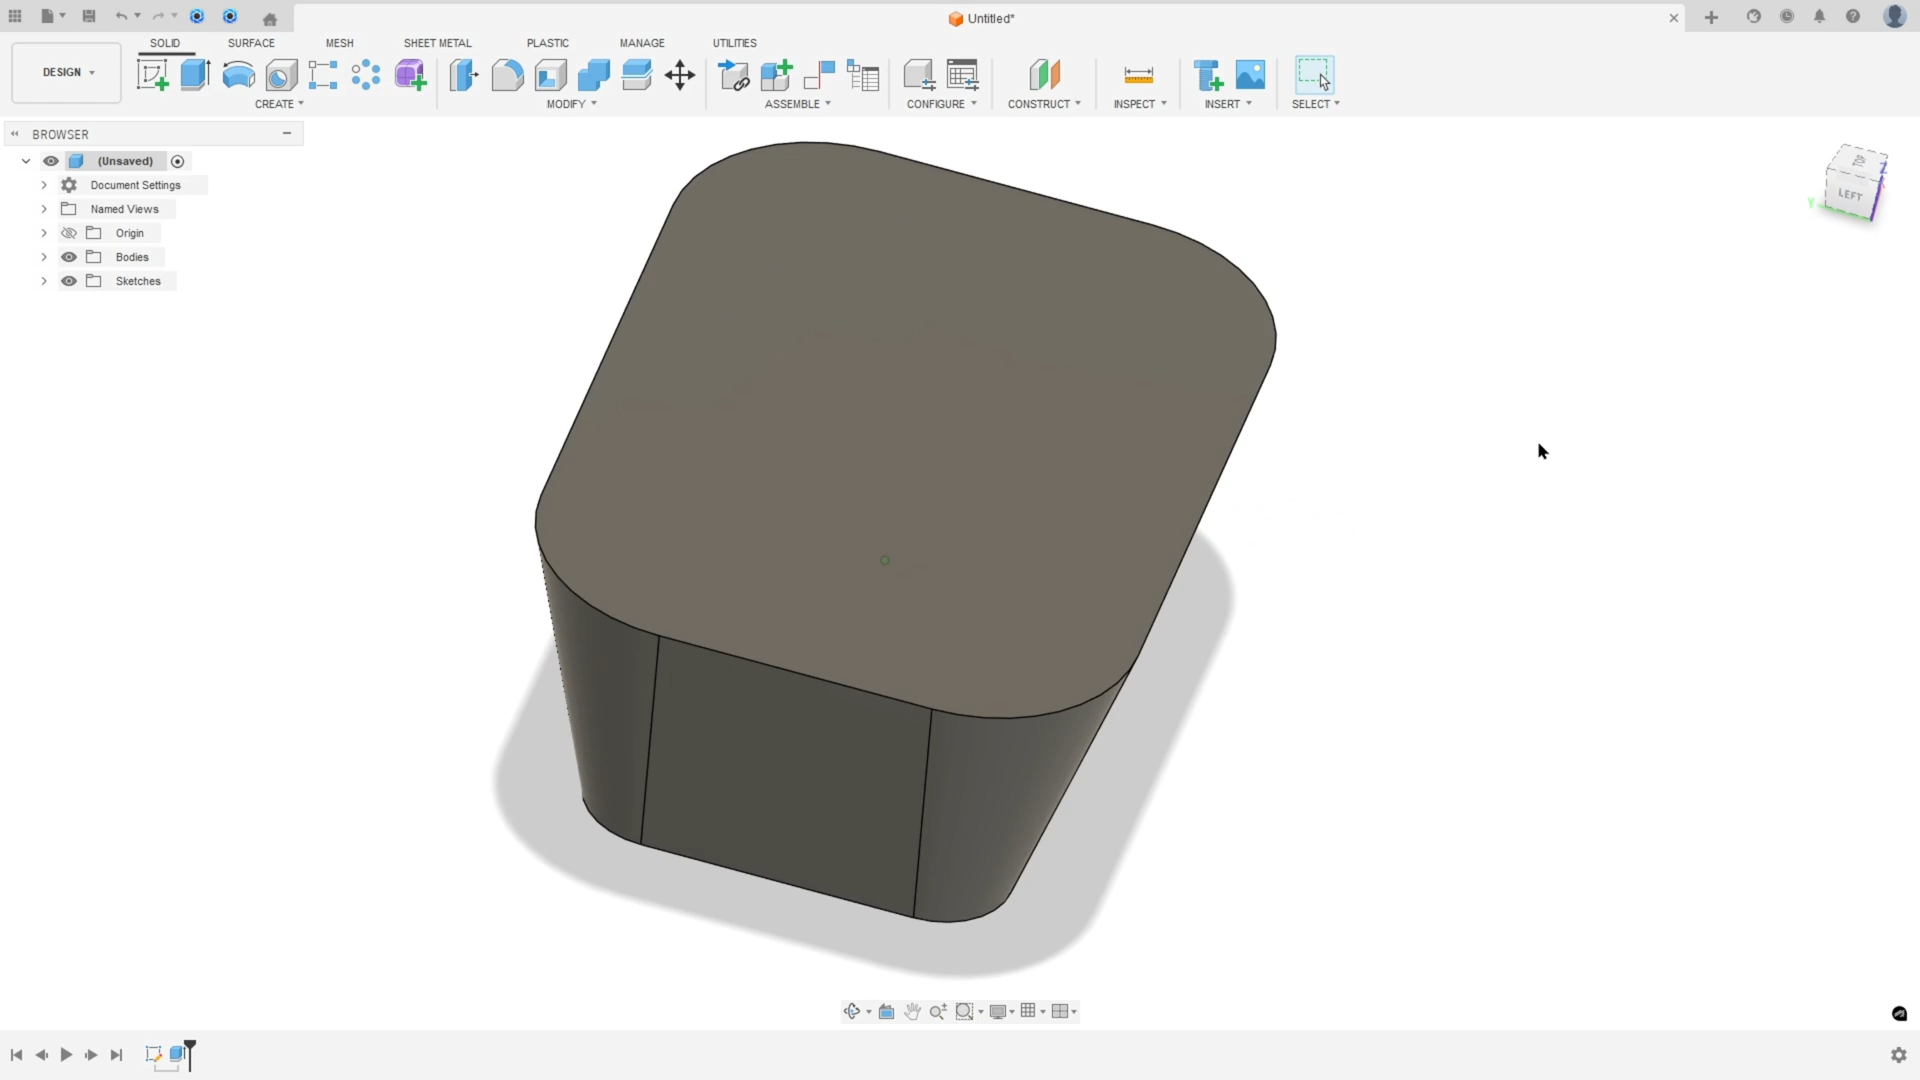 Untitled*
SOLID SURFACE MESH SHEET METAL PLASTIC MANAGE UTILITIES
DESIGN
CREATE MODIFY ASSEMBLE CONFIGURE CONSTRUCT INSPECT INSERT SELECT
BROWSER
(Unsaved)
Document Settings
Named Views
Origin
Bodies
Sketches
TOP
LEFT
Z
Y